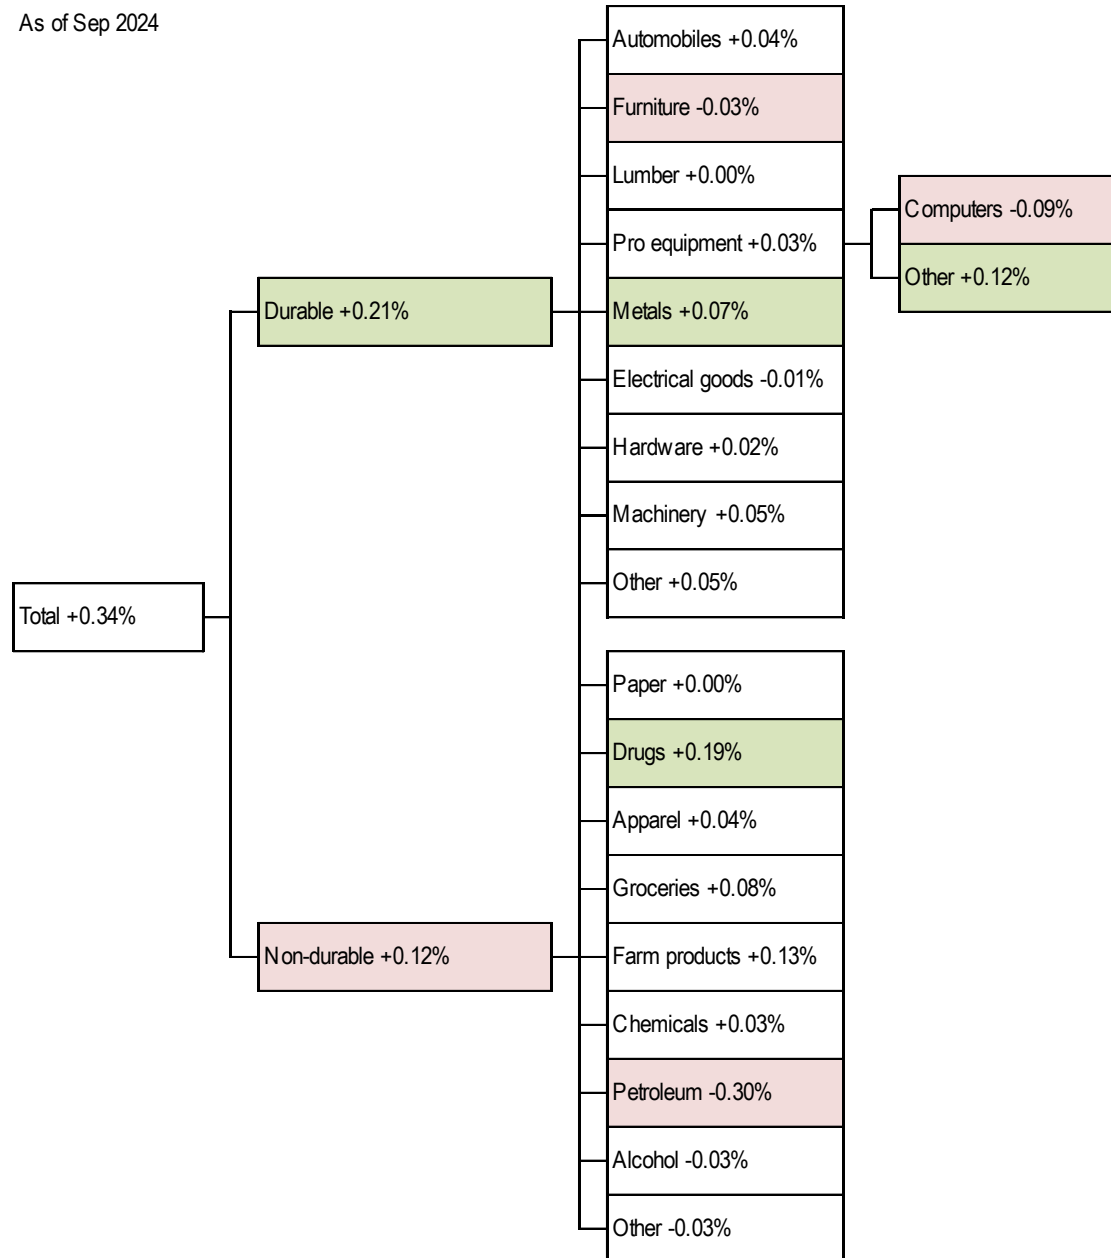 As of Sep 2024
Automobiles +0.04%
Furniture -0.03%
Lumber +0.00%
Pro equipment +0.03%
Computers -0.09%
Other +0.12%
Durable +0.21%
Metals +0.07%
Electrical goods -0.01%
Hardware +0.02%
Machinery +0.05%
Other +0.05%
Total +0.34%
Paper +0.00%
Drugs +0.19%
Apparel +0.04%
Groceries +0.08%
Non-durable +0.12%
Farm products +0.13%
Chemicals +0.03%
Petroleum -0.30%
Alcohol -0.03%
Other -0.03%